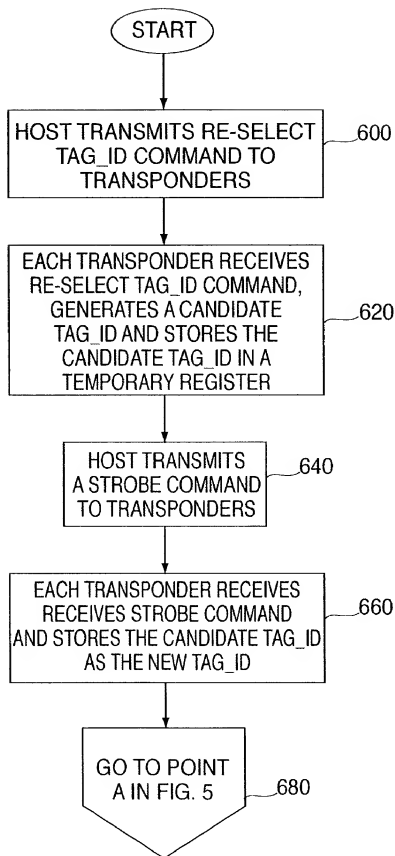 START
HOST TRANSMITS RE-SELECT
TAG_ID COMMAND TO
TRANSPONDERS
600
EACH TRANSPONDER RECEIVES
RE-SELECT TAG_ID COMMAND,
GENERATES A CANDIDATE
TAG_ID AND STORES THE
CANDIDATE TAG_ID IN A
TEMPORARY REGISTER
620
HOST TRANSMITS
A STROBE COMMAND
TO TRANSPONDERS
640
EACH TRANSPONDER RECEIVES
RECEIVES STROBE COMMAND
AND STORES THE CANDIDATE TAG_ID
AS THE NEW TAG_ID
660
GO TO POINT
A IN FIG. 5
680